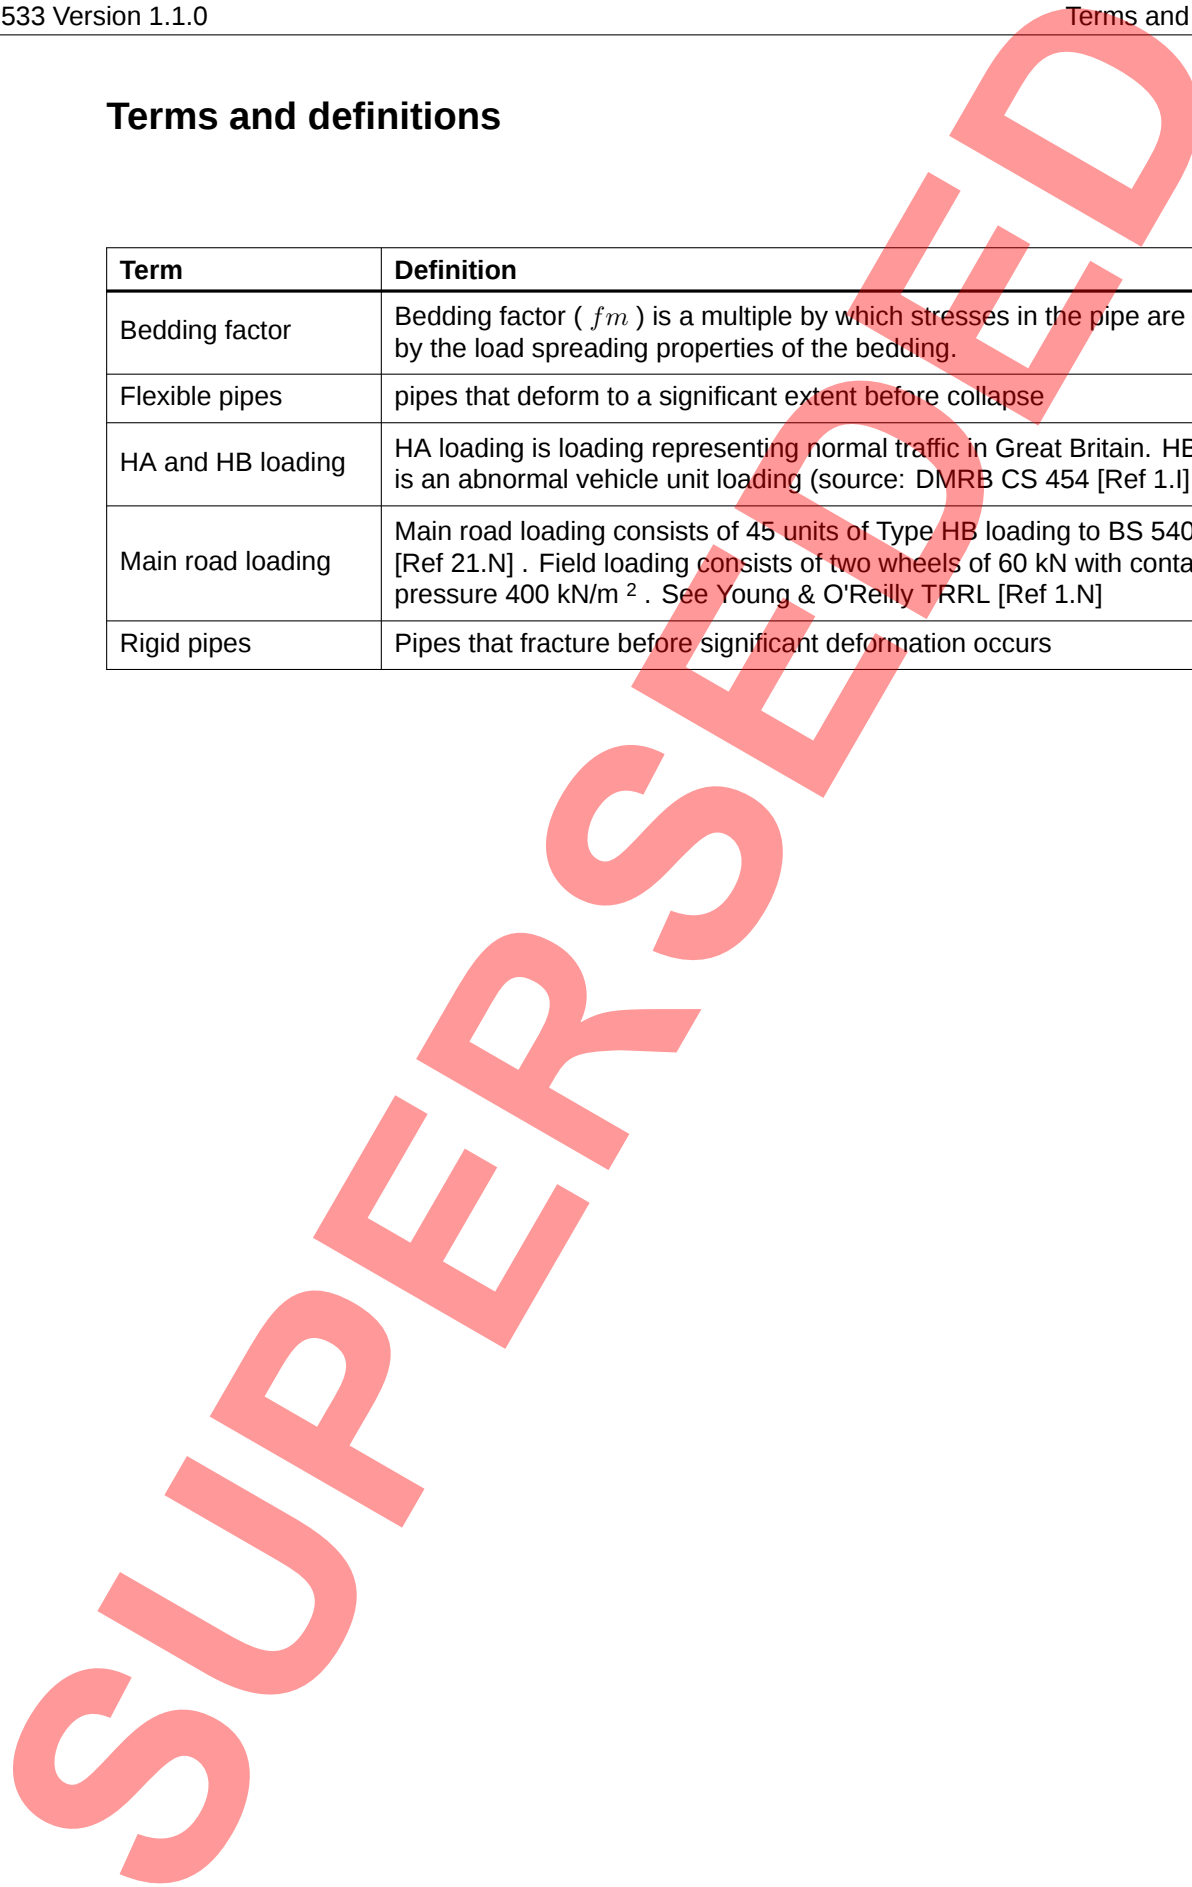 533 Version 1.1.0 Terms and
Terms and definitions
Term Definition
Bedding factor Bedding factor ( fm ) is a multiple by which stresses in the pipe are
by the load spreading properties of the bedding.
Flexible pipes pipes that deform to a significant extent before collapse
HA and HB loading HA loading is loading representing normal traffic in Great Britain. HB
is an abnormal vehicle unit loading (source: DMRB CS 454 [Ref 1.I]
Main road loading Main road loading consists of 45 units of Type HB loading to BS 540
[Ref 21.N] . Field loading consists of two wheels of 60 kN with conta
pressure 400 kN/m 2 . See Young & O'Reilly TRRL [Ref 1.N]
Rigid pipes Pipes that fracture before significant deformation occurs
SUPERSEDED